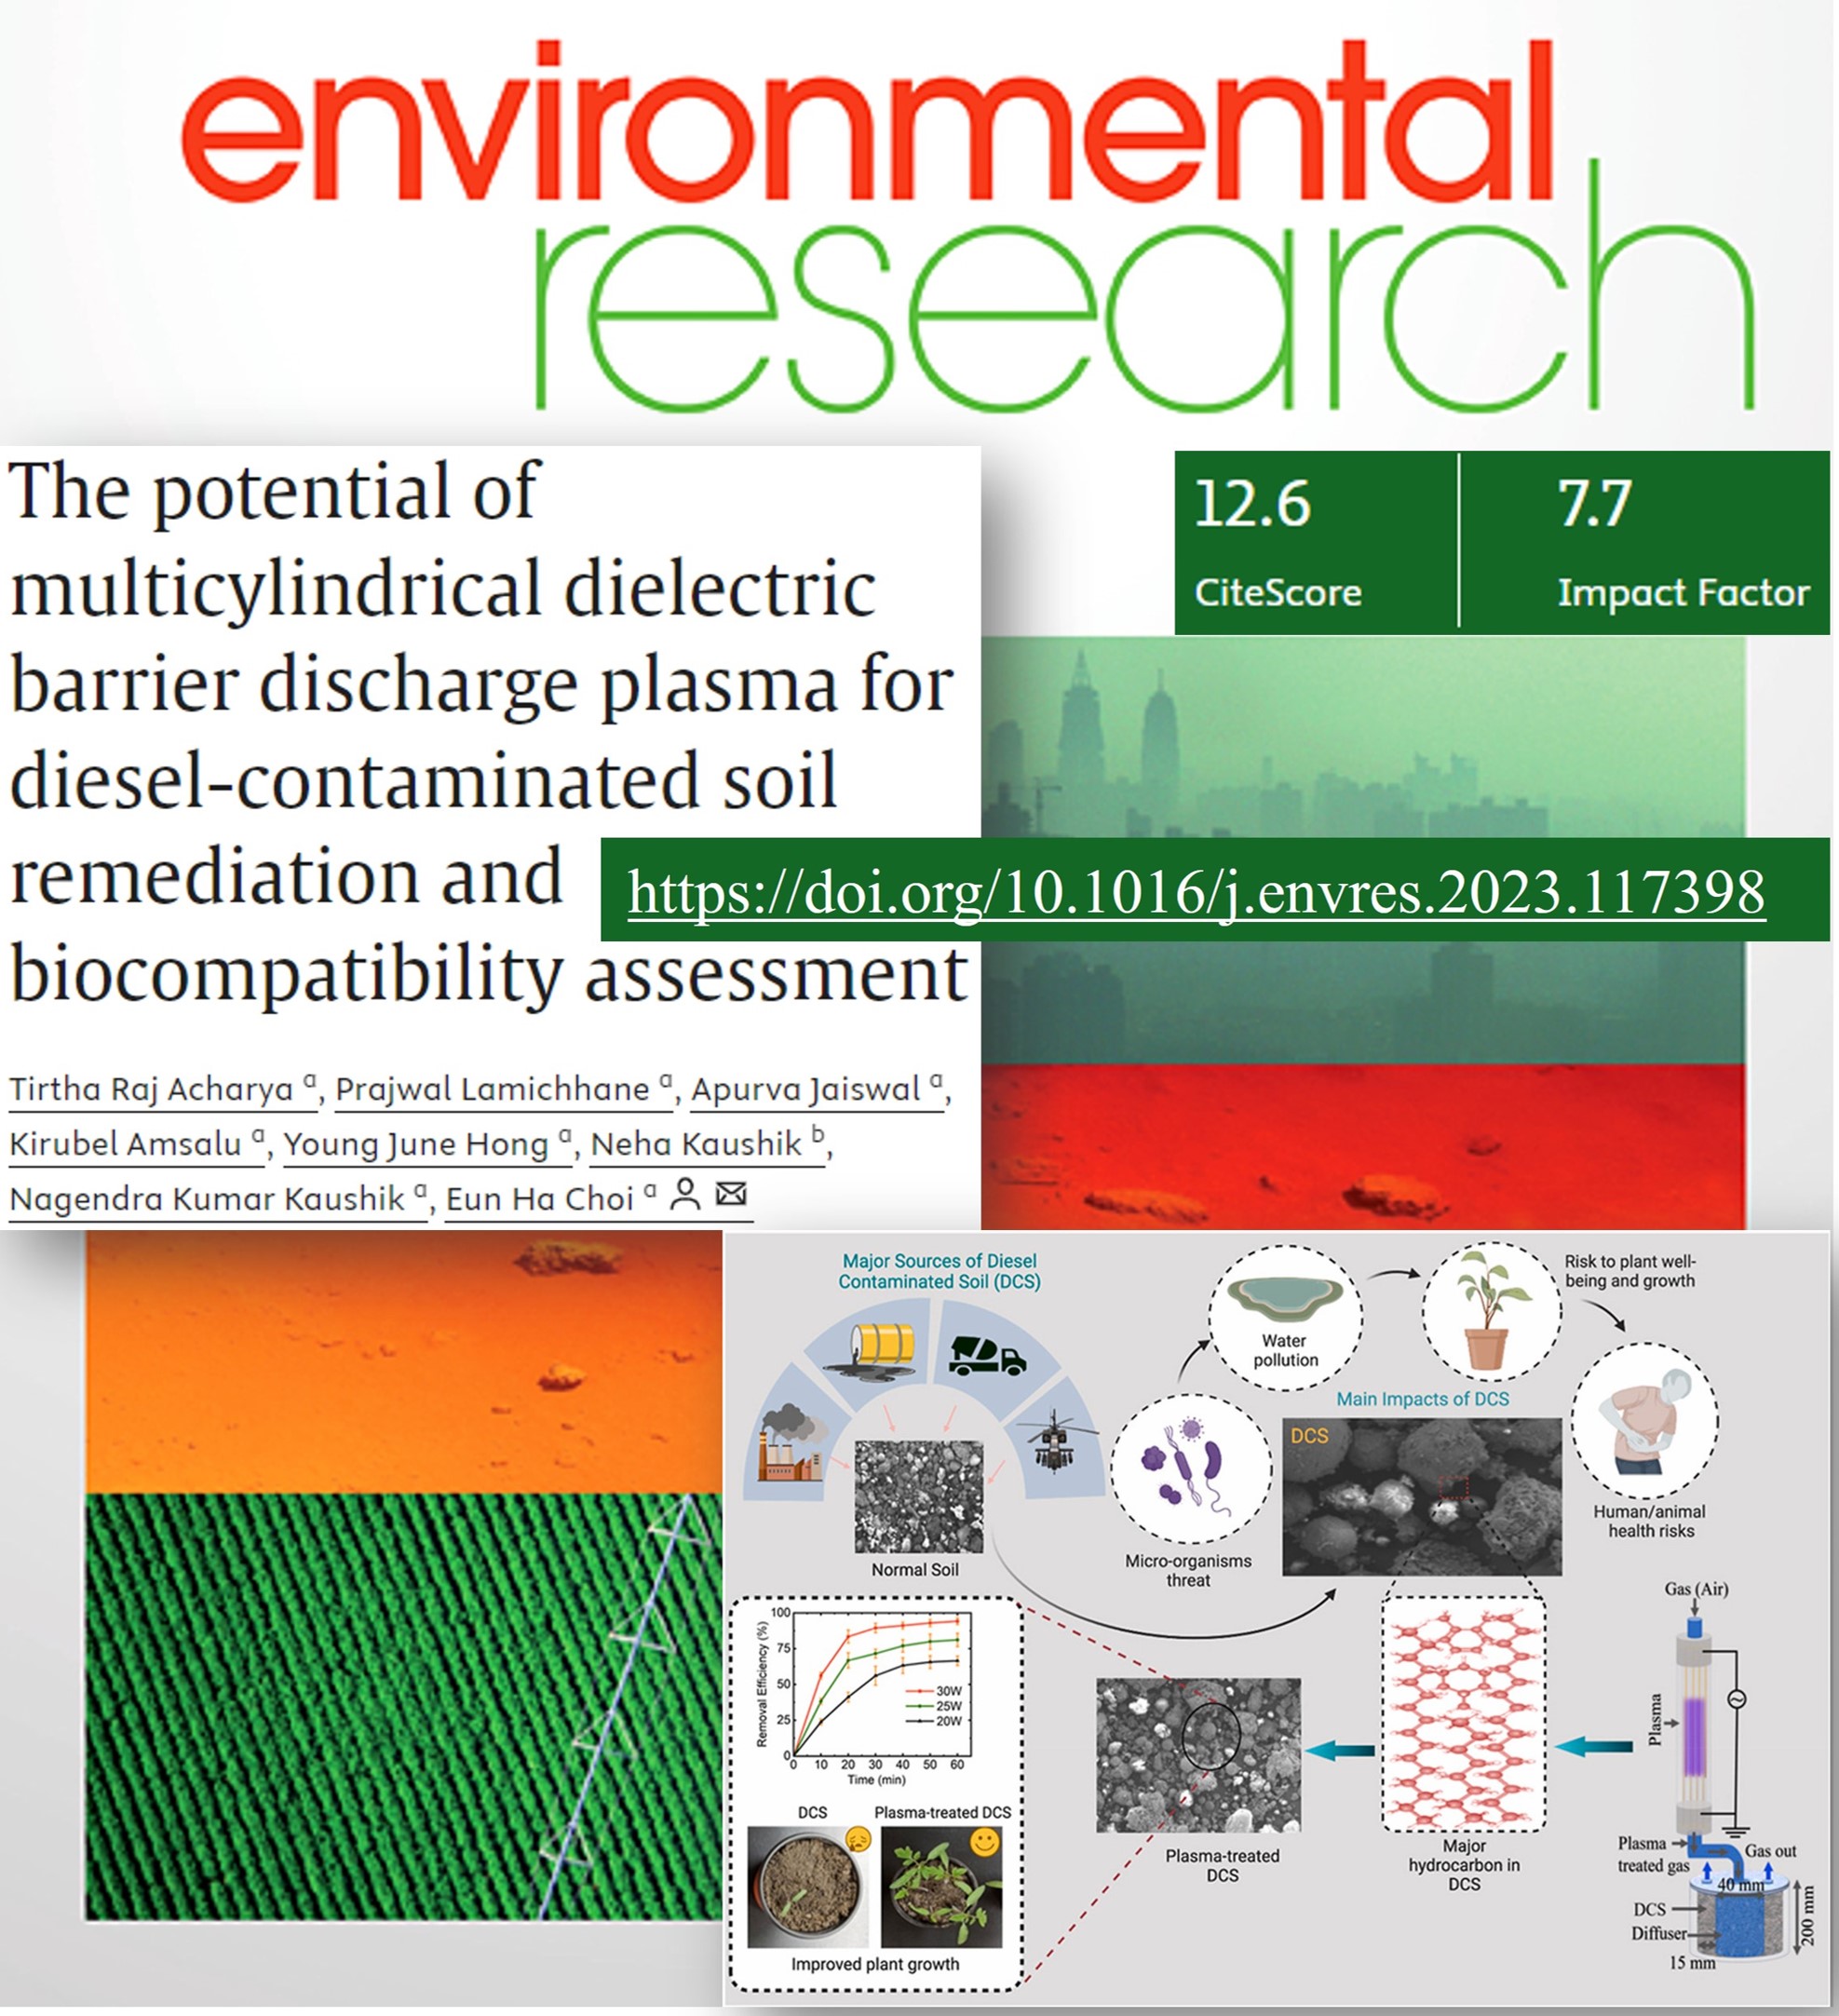 environmental
research
The potential of
multicylindrical dielectric
barrier discharge plasma for
diesel-contaminated soil
remediation and
biocompatibility assessment
12.6
CiteScore
7.7
Impact Factor
https://doi.org/10.1016/j.envres.2023.117398
Tirtha Raj Acharya a, Prajwal Lamichhane a, Apurva Jaiswal a,
Kirubel Amsalu a, Young June Hong a, Neha Kaushik b,
Nagendra Kumar Kaushik a, Eun Ha Choi a
Major Sources of Diesel
Contaminated Soil (DCS)
Normal Soil
Water
pollution
Risk to plant well-
being and growth
Main Impacts of DCS
DCS
Micro-organisms
threat
Human/animal
health risks
Removal Efficiency (%)
100
75
50
25
0
30W
25W
20W
0 10 20 30 40 50 60
Time (min)
DCS
Plasma-treated DCS
Improved plant growth
Plasma-treated
DCS
Major
hydrocarbon in
DCS
Gas (Air)
Plasma
Plasma
treated gas
Gas out
40 mm
DCS
Diffuser
15 mm
200 mm